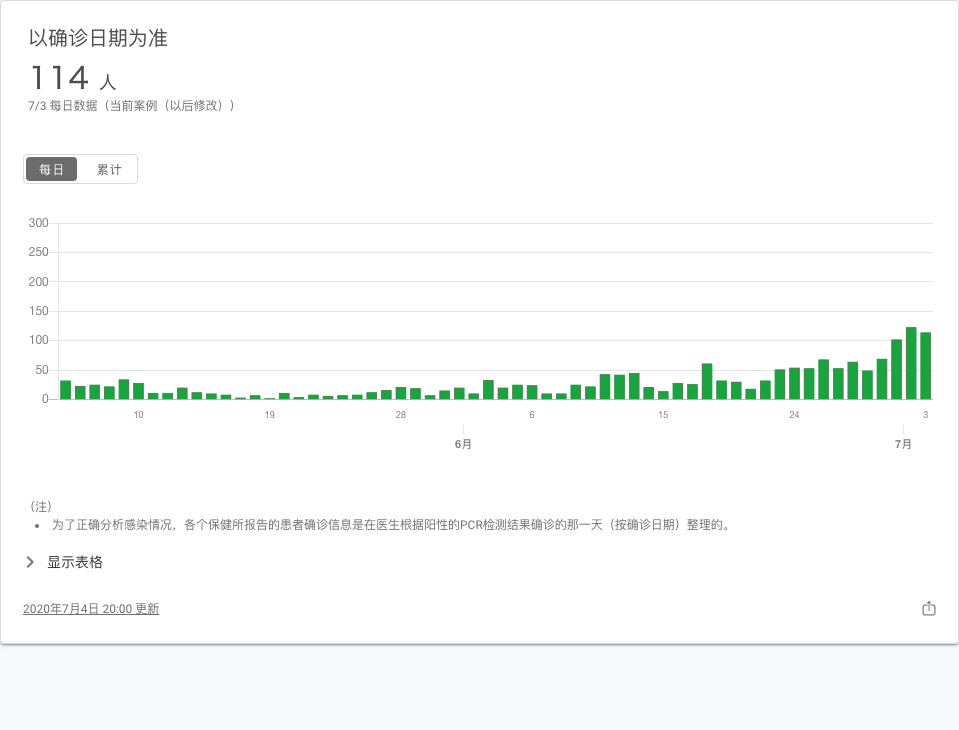 以确诊日期为准
114 人
7/3 每日数据（当前案例（以后修改））
每日 累计
300
250
200
150
100
50
0
10 19 28 6 15 24 3
6月 7月
（注）
• 为了正确分析感染情况，各个保健所报告的患者确诊信息是在医生根据阳性的PCR检测结果确诊的那一天（按确诊日期）整理的。
显示表格
2020年7月4日 20:00 更新